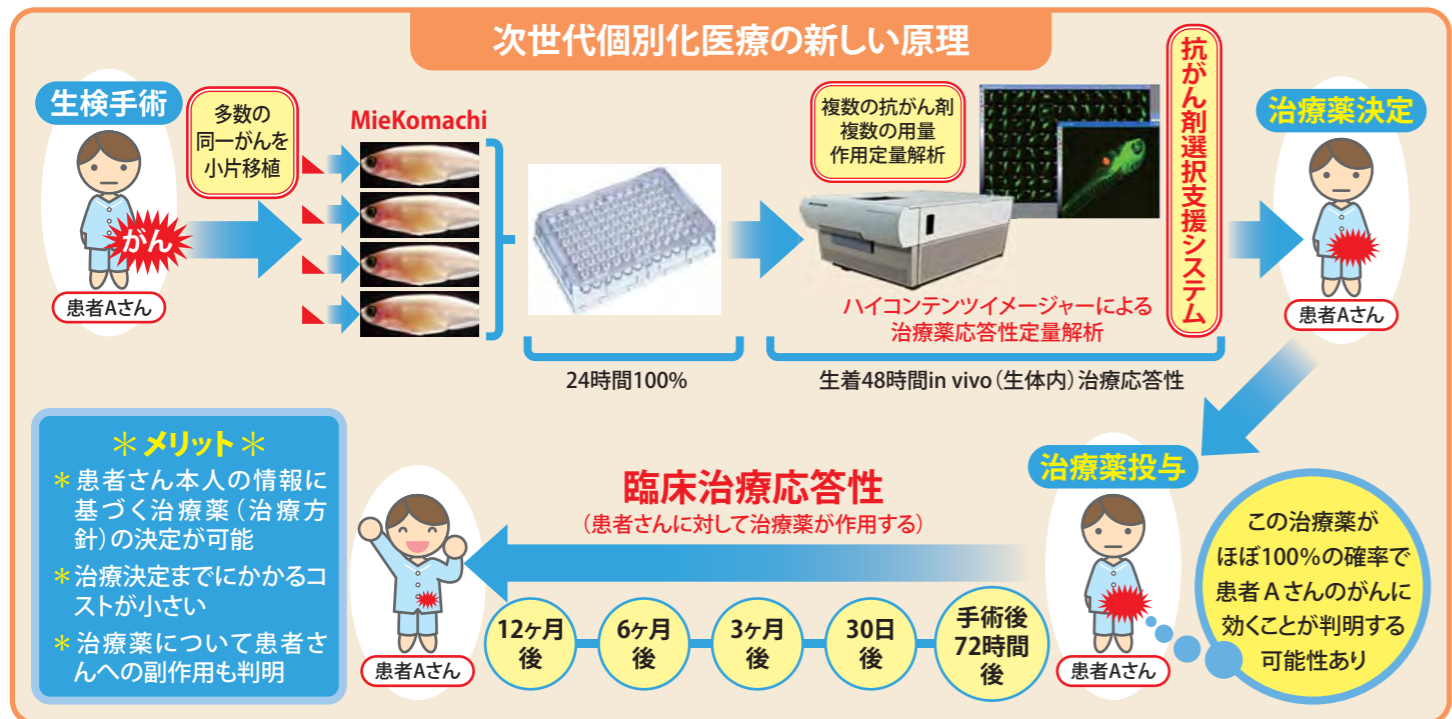 次世代個別化医療の新しい原理
生検手術
がん
患者Aさん
多数の
同一がんを
小片移植
MieKomachi
24時間100%
複数の抗がん剤
複数の用量
作用定量解析
ハイコンテンツイメージャーによる
治療薬応答性定量解析
生着48時間in vivo(生体内)治療応答性
抗がん剤選択支援システム
治療薬決定
患者Aさん
治療薬投与
患者Aさん
この治療薬が
ほぼ100%の確率で
患者Aさんのがんに
効くことが判明する
可能性あり
臨床治療応答性
(患者さんに対して治療薬が作用する)
手術後
72時間
後
30日
後
3ヶ月
後
6ヶ月
後
12ヶ月
後
患者Aさん
＊メリット＊
＊患者さん本人の情報に
基づく治療薬(治療方
針)の決定が可能
＊治療決定までにかかるコ
ストが小さい
＊治療薬について患者さ
んへの副作用も判明